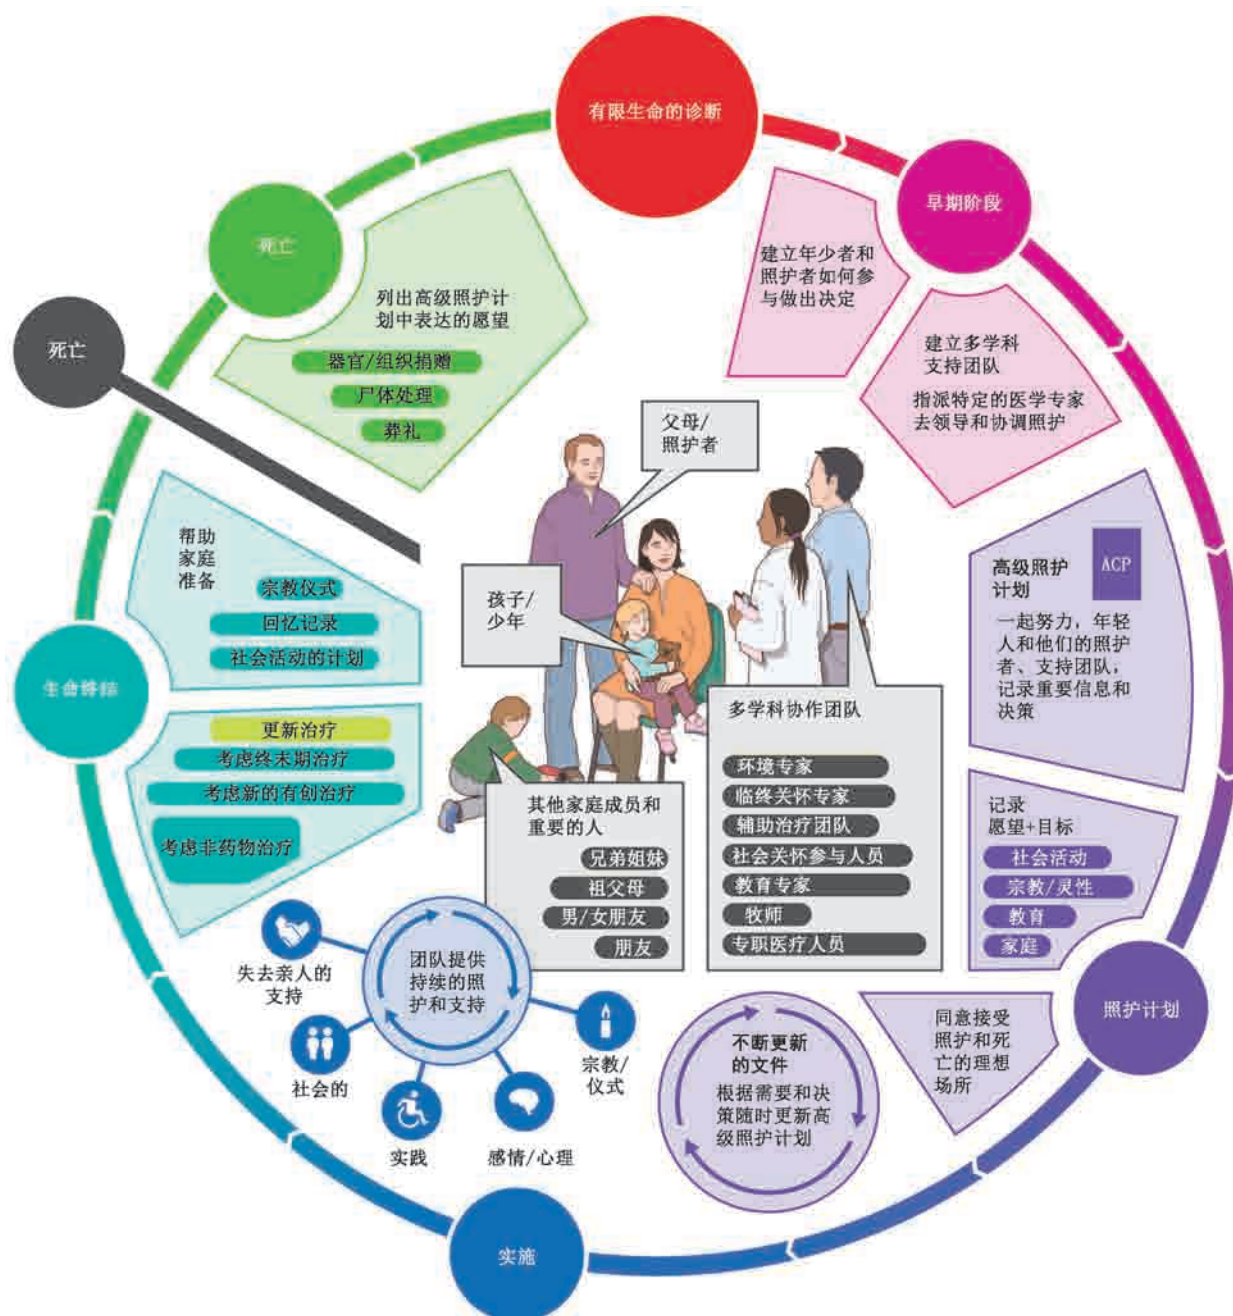 有限生命的诊断
早期阶段
建立年少者和
照护者如何参
与做出决定
建立多学科
支持团队
指派特定的医学专家
去领导和协调照护
高级照护
计划
ACP
一起努力，年轻
人和他们的照护
者、支持团队，
记录重要信息和
决策
记录
愿望+目标
社会活动
宗教/灵性
教育
家庭
照护计划
同意接受
照护和死
亡的理想
场所
不断更新
的文件
根据需要和决
策随时更新高
级照护计划
实施
团队提供
持续的照
护和支持
失去亲人的
支持
社会的
实践
感情/心理
宗教/
仪式
生命终结
更新治疗
考虑终末期治疗
考虑新的有创治疗
考虑非药物治疗
帮助
家庭
准备
宗教仪式
回忆记录
社会活动的计划
死亡
死亡
列出高级照护计
划中表达的愿望
器官/组织捐赠
尸体处理
葬礼
父母/
照护者
孩子/
少年
其他家庭成员和
重要的人
兄弟姐妹
祖父母
男/女朋友
朋友
多学科协作团队
环境专家
临终关怀专家
辅助治疗团队
社会关怀参与人员
教育专家
牧师
专职医疗人员